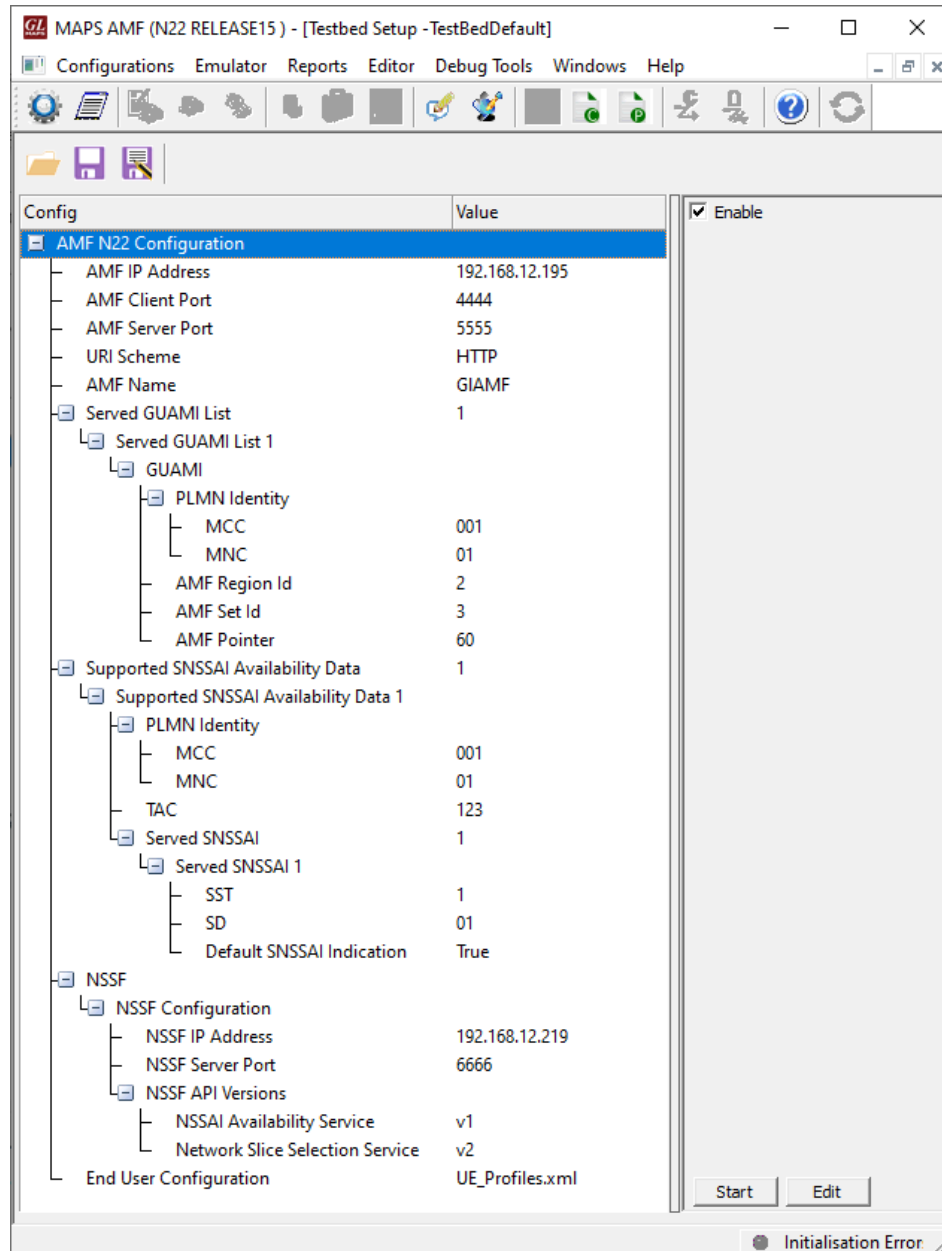 GL MAPS MAPS AMF (N22 RELEASE15 ) - [Testbed Setup -TestBedDefault]
Configurations Emulator Reports Editor Debug Tools Windows Help
C P ?
Config Value
Enable
AMF N22 Configuration
AMF IP Address 192.168.12.195
AMF Client Port 4444
AMF Server Port 5555
URI Scheme HTTP
AMF Name GlAMF
Served GUAMI List 1
Served GUAMI List 1
GUAMI
PLMN Identity
MCC 001
MNC 01
AMF Region Id 2
AMF Set Id 3
AMF Pointer 60
Supported SNSSAI Availability Data 1
Supported SNSSAI Availability Data 1
PLMN Identity
MCC 001
MNC 01
TAC 123
Served SNSSAI 1
Served SNSSAI 1
SST 1
SD 01
Default SNSSAI Indication True
NSSF
NSSF Configuration
NSSF IP Address 192.168.12.219
NSSF Server Port 6666
NSSF API Versions
NSSAI Availability Service v1
Network Slice Selection Service v2
End User Configuration UE_Profiles.xml
Start Edit
Initialisation Error